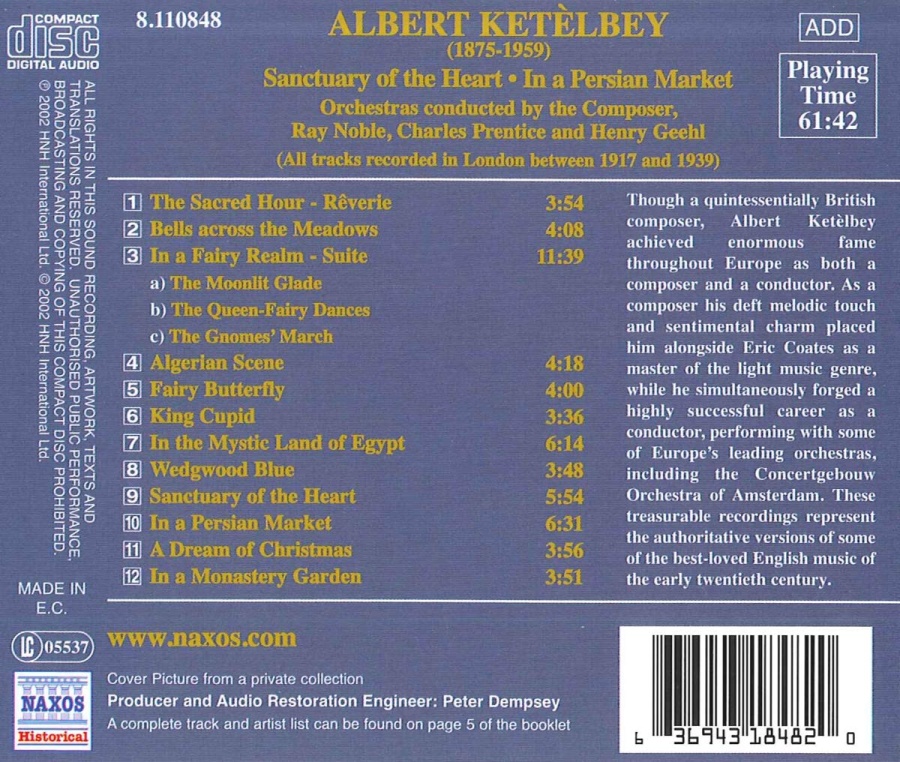 COMPACT
disc
DIGITAL AUDIO
8.110848
ALBERT KETÈLBEY
(1875-1959)
Sanctuary of the Heart • In a Persian Market
Orchestras conducted by the Composer,
Ray Noble, Charles Prentice and Henry Geehl
(All tracks recorded in London between 1917 and 1939)
ADD
Playing
Time
61:42
ALL RIGHTS IN THIS SOUND RECORDING, ARTWORK, TEXTS AND
TRANSLATIONS RESERVED. UNAUTHORISED PUBLIC PERFORMANCE,
BROADCASTING AND COPYING OF THIS COMPACT DISC PROHIBITED.
℗ 2002 HNH International Ltd. © 2002 HNH International Ltd.
1 The Sacred Hour - Rêverie 3:54
2 Bells across the Meadows 4:08
3 In a Fairy Realm - Suite 11:39
a) The Moonlit Glade
b) The Queen-Fairy Dances
c) The Gnomes' March
4 Algerian Scene 4:18
5 Fairy Butterfly 4:00
6 King Cupid 3:36
7 In the Mystic Land of Egypt 6:14
8 Wedgwood Blue 3:48
9 Sanctuary of the Heart 5:54
10 In a Persian Market 6:31
11 A Dream of Christmas 3:56
12 In a Monastery Garden 3:51
Though a quintessentially British
composer, Albert Ketèlbey
achieved enormous fame
throughout Europe as both a
composer and a conductor. As a
composer his deft melodic touch
and sentimental charm placed
him alongside Eric Coates as a
master of the light music genre,
while he simultaneously forged a
highly successful career as a
conductor, performing with some
of Europe's leading orchestras,
including the Concertgebouw
Orchestra of Amsterdam. These
treasurable recordings represent
the authoritative versions of some
of the best-loved English music of
the early twentieth century.
MADE IN
E.C.
LC 05537
NAXOS
Historical
www.naxos.com
Cover Picture from a private collection
Producer and Audio Restoration Engineer: Peter Dempsey
A complete track and artist list can be found on page 5 of the booklet
6 36943 18482 0